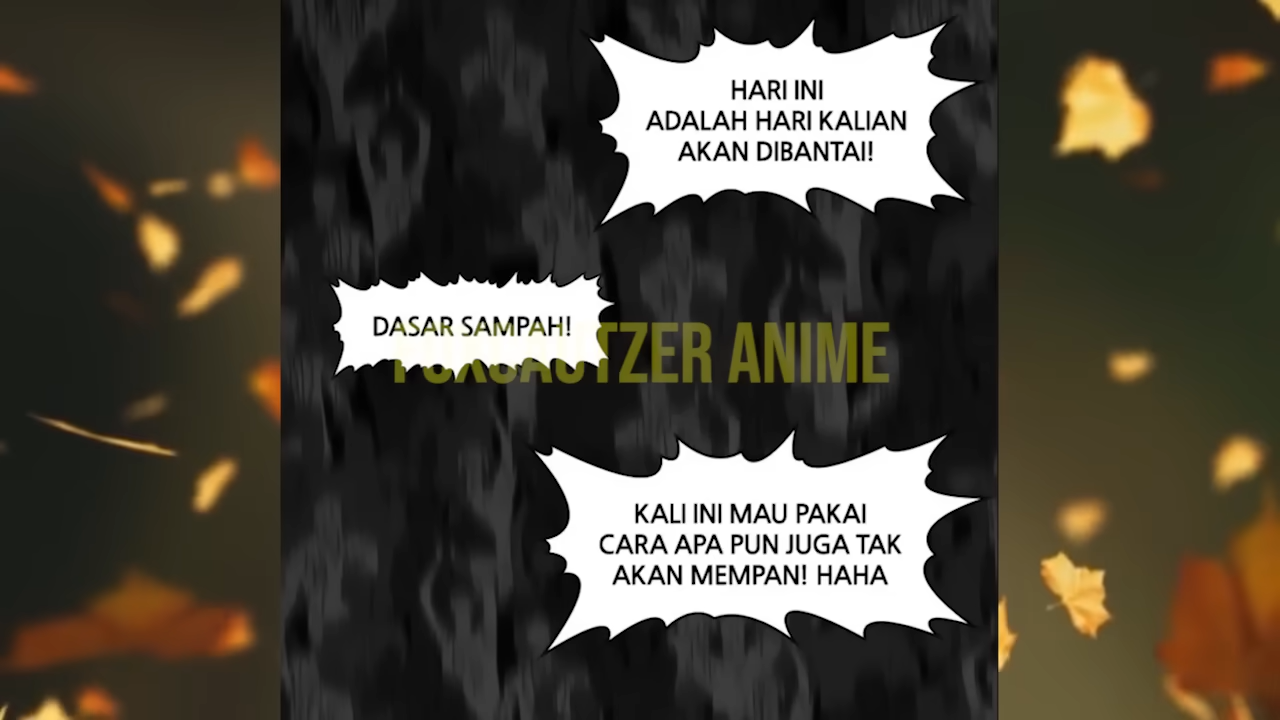 HARI INI
ADALAH HARI KALIAN
AKAN DIBANTAI!
DASAR SAMPAH!
ANIME
KALI INI MAU PAKAI
CARA APA PUN JUGA TAK
AKAN MEMPAN! HAHA